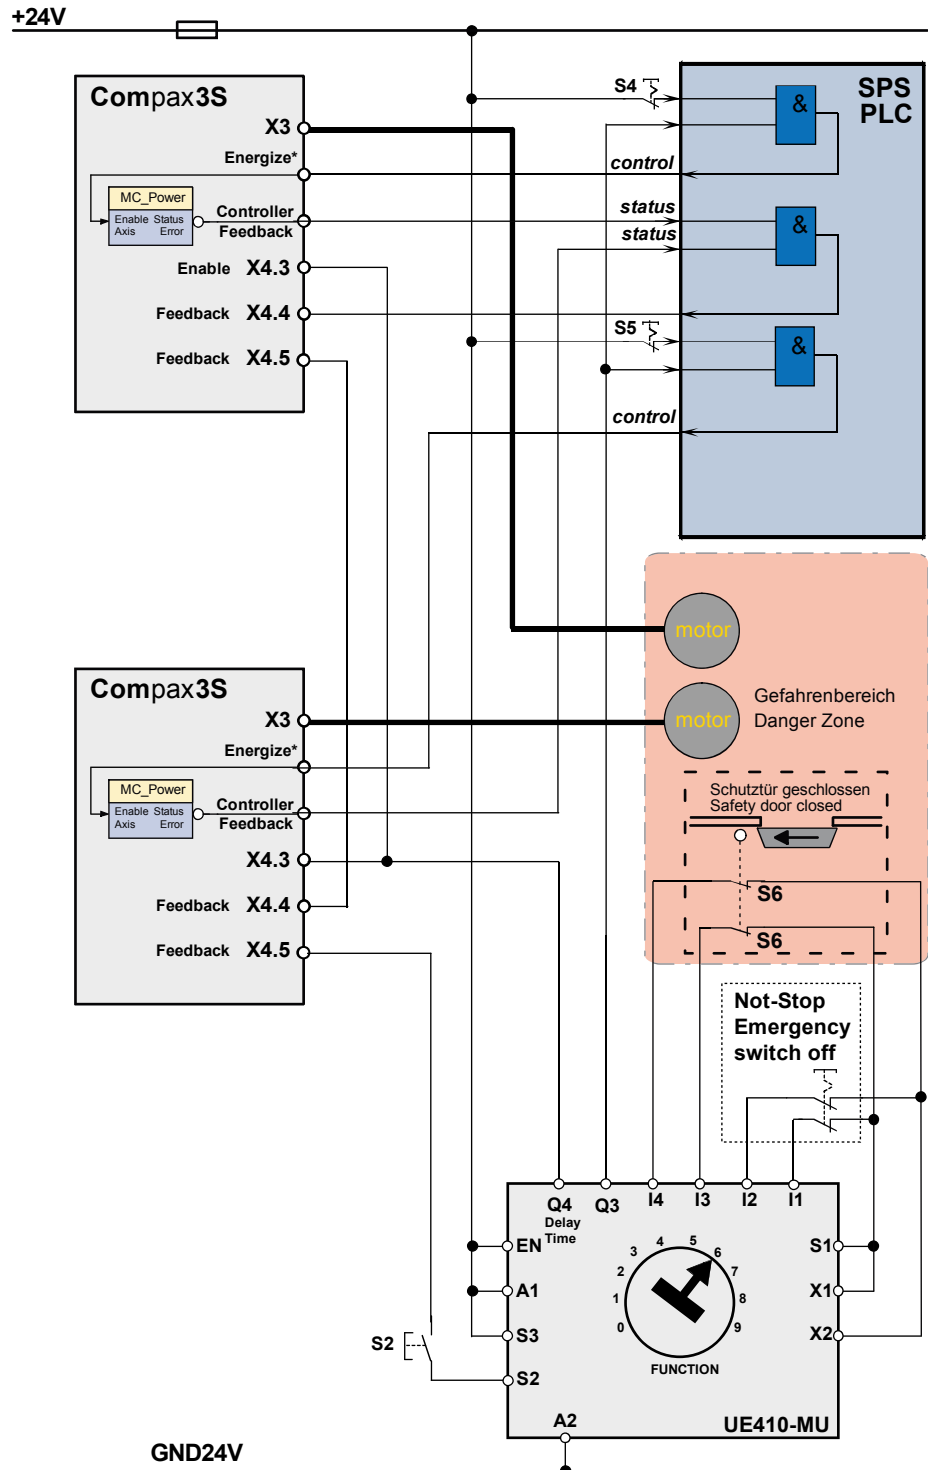 +24V
Compax3S
X3
Energize*
MC_Power
Enable Status
Axis Error
Controller
Feedback
Enable X4.3
Feedback X4.4
Feedback X4.5
S4
SPS
PLC
&
control
status
status
&
S5
&
control
motor
motor
Gefahrenbereich
Danger Zone
Schutztür geschlossen
Safety door closed
S6
S6
Compax3S
X3
Energize*
MC_Power
Enable Status
Axis Error
Controller
Feedback
X4.3
Feedback X4.4
Feedback X4.5
Not-Stop
Emergency
switch off
Q4
Delay
Time
Q3
I4
I3
I2
I1
EN
A1
S3
S2
S2
0
1
2
3
4
5
6
7
8
9
FUNCTION
S1
X1
X2
A2
UE410-MU
GND24V